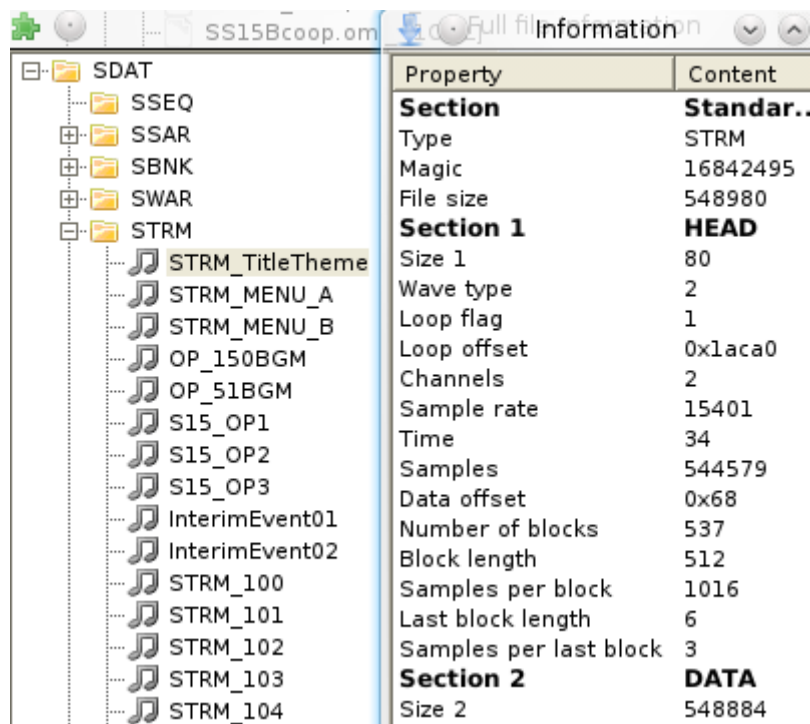 SS15Bcoop.om
Full file information
Information
SDAT
SSEQ
SSAR
SBNK
SWAR
STRM
STRM_TitleTheme
STRM_MENU_A
STRM_MENU_B
OP_150BGM
OP_51BGM
S15_OP1
S15_OP2
S15_OP3
InterimEvent01
InterimEvent02
STRM_100
STRM_101
STRM_102
STRM_103
STRM_104
Property Content
Section Standar..
Type STRM
Magic 16842495
File size 548980
Section 1 HEAD
Size 1 80
Wave type 2
Loop flag 1
Loop offset 0x1aca0
Channels 2
Sample rate 15401
Time 34
Samples 544579
Data offset 0x68
Number of blocks 537
Block length 512
Samples per block 1016
Last block length 6
Samples per last block 3
Section 2 DATA
Size 2 548884